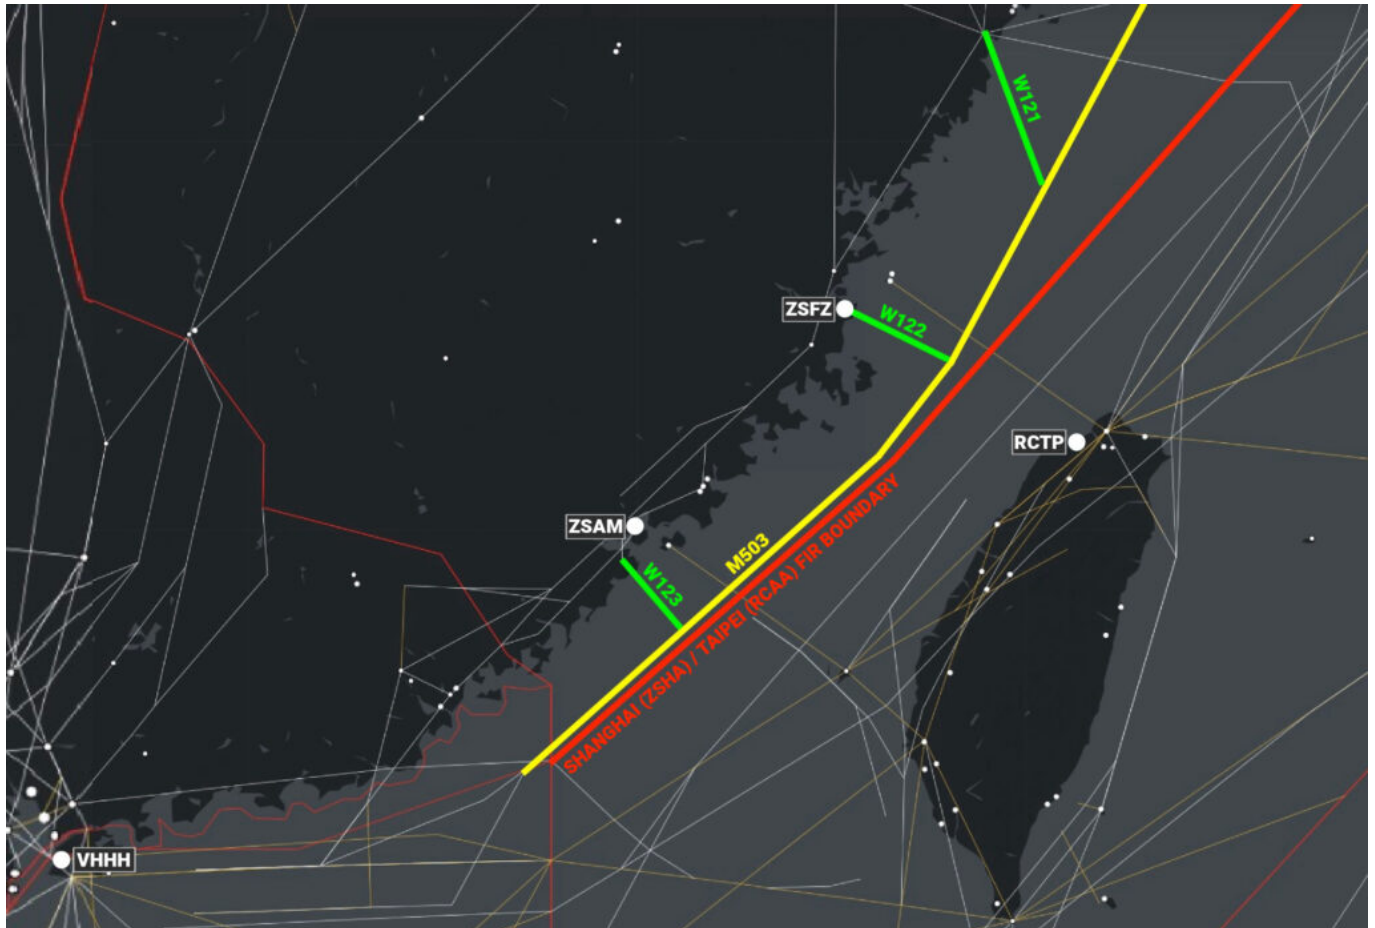 W121
ZSFZ
W122
RCTP
ZSAM
M503
W123
SHANGHAI (ZSHA) / TAIPEI (RCAA) FIR BOUNDARY
VHHH